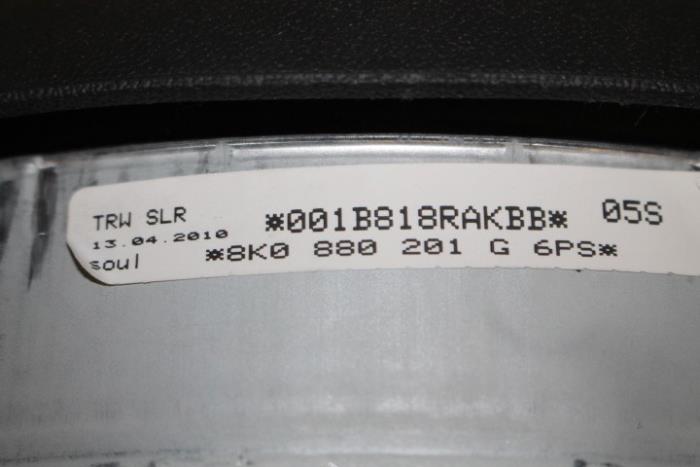 TRW SLR *001B818RAKBB* 05S
13.04.2010
soul *8K0 880 201 G 6PS*